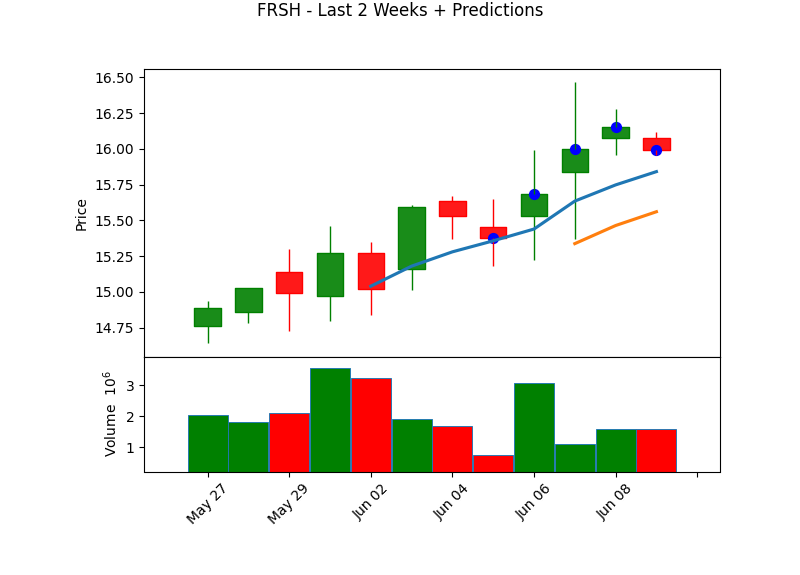 FRSH - Last 2 Weeks + Predictions
16.50
16.25
16.00
15.75
15.50
15.25
15.00
14.75
Price
3
2
1
Volume 10^6
May 27
May 29
Jun 02
Jun 04
Jun 06
Jun 08